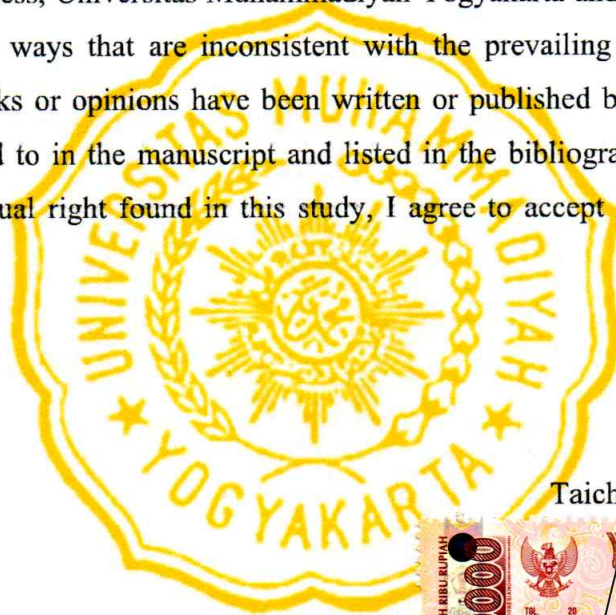 ess, Universitas Muhammadiyah Yogyakarta and
ways that are inconsistent with the prevailing
ks or opinions have been written or published b
d to in the manuscript and listed in the bibliogra
ual right found in this study, I agree to accept
UNIVERSITAS MUHAMMADIYAH
YOGYAKARTA
Taich
H RIBU RUPIAH
000
20